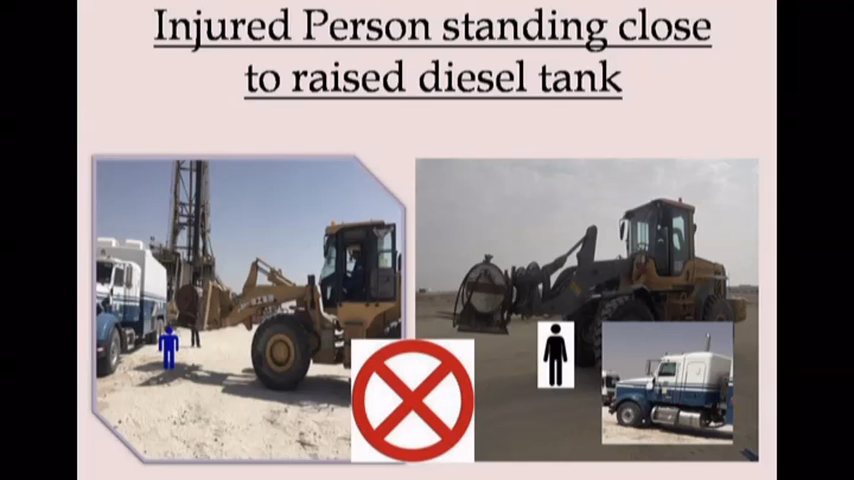 Injured Person standing close
to raised diesel tank